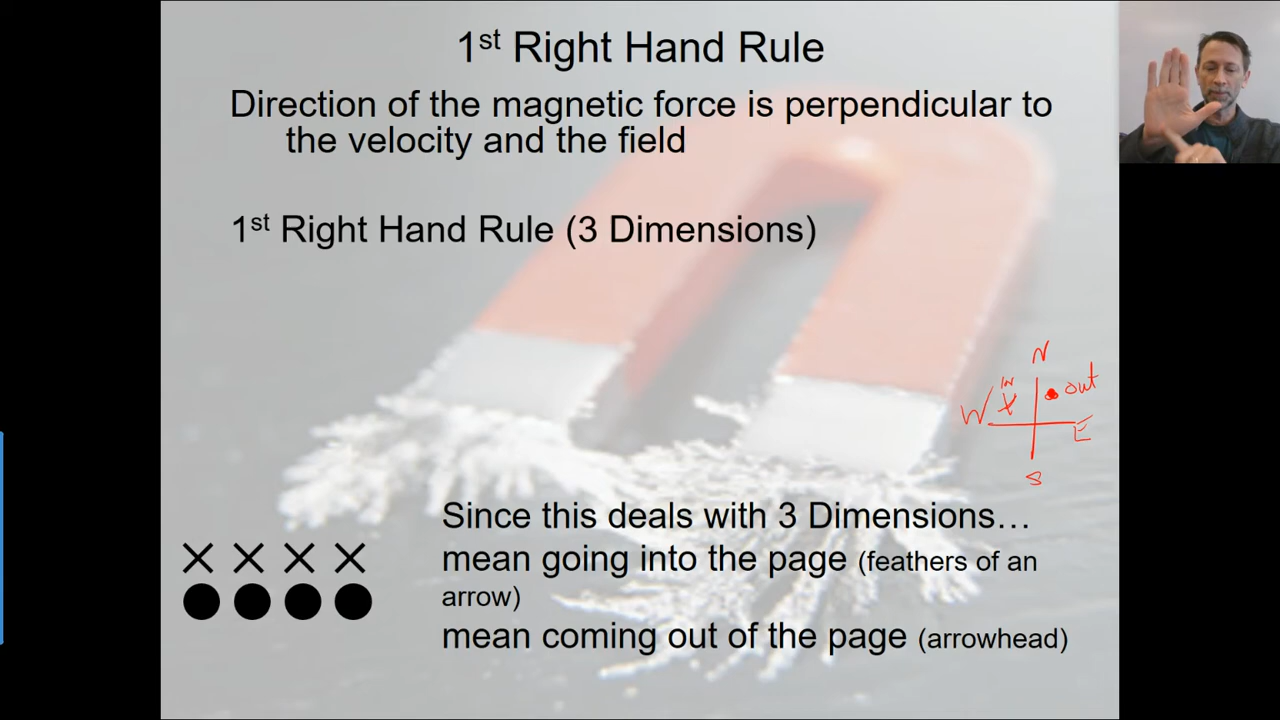 1st Right Hand Rule
Direction of the magnetic force is perpendicular to
the velocity and the field
1st Right Hand Rule (3 Dimensions)
N
IN
out
W
E
S
Since this deals with 3 Dimensions…
mean going into the page (feathers of an
arrow)
mean coming out of the page (arrowhead)